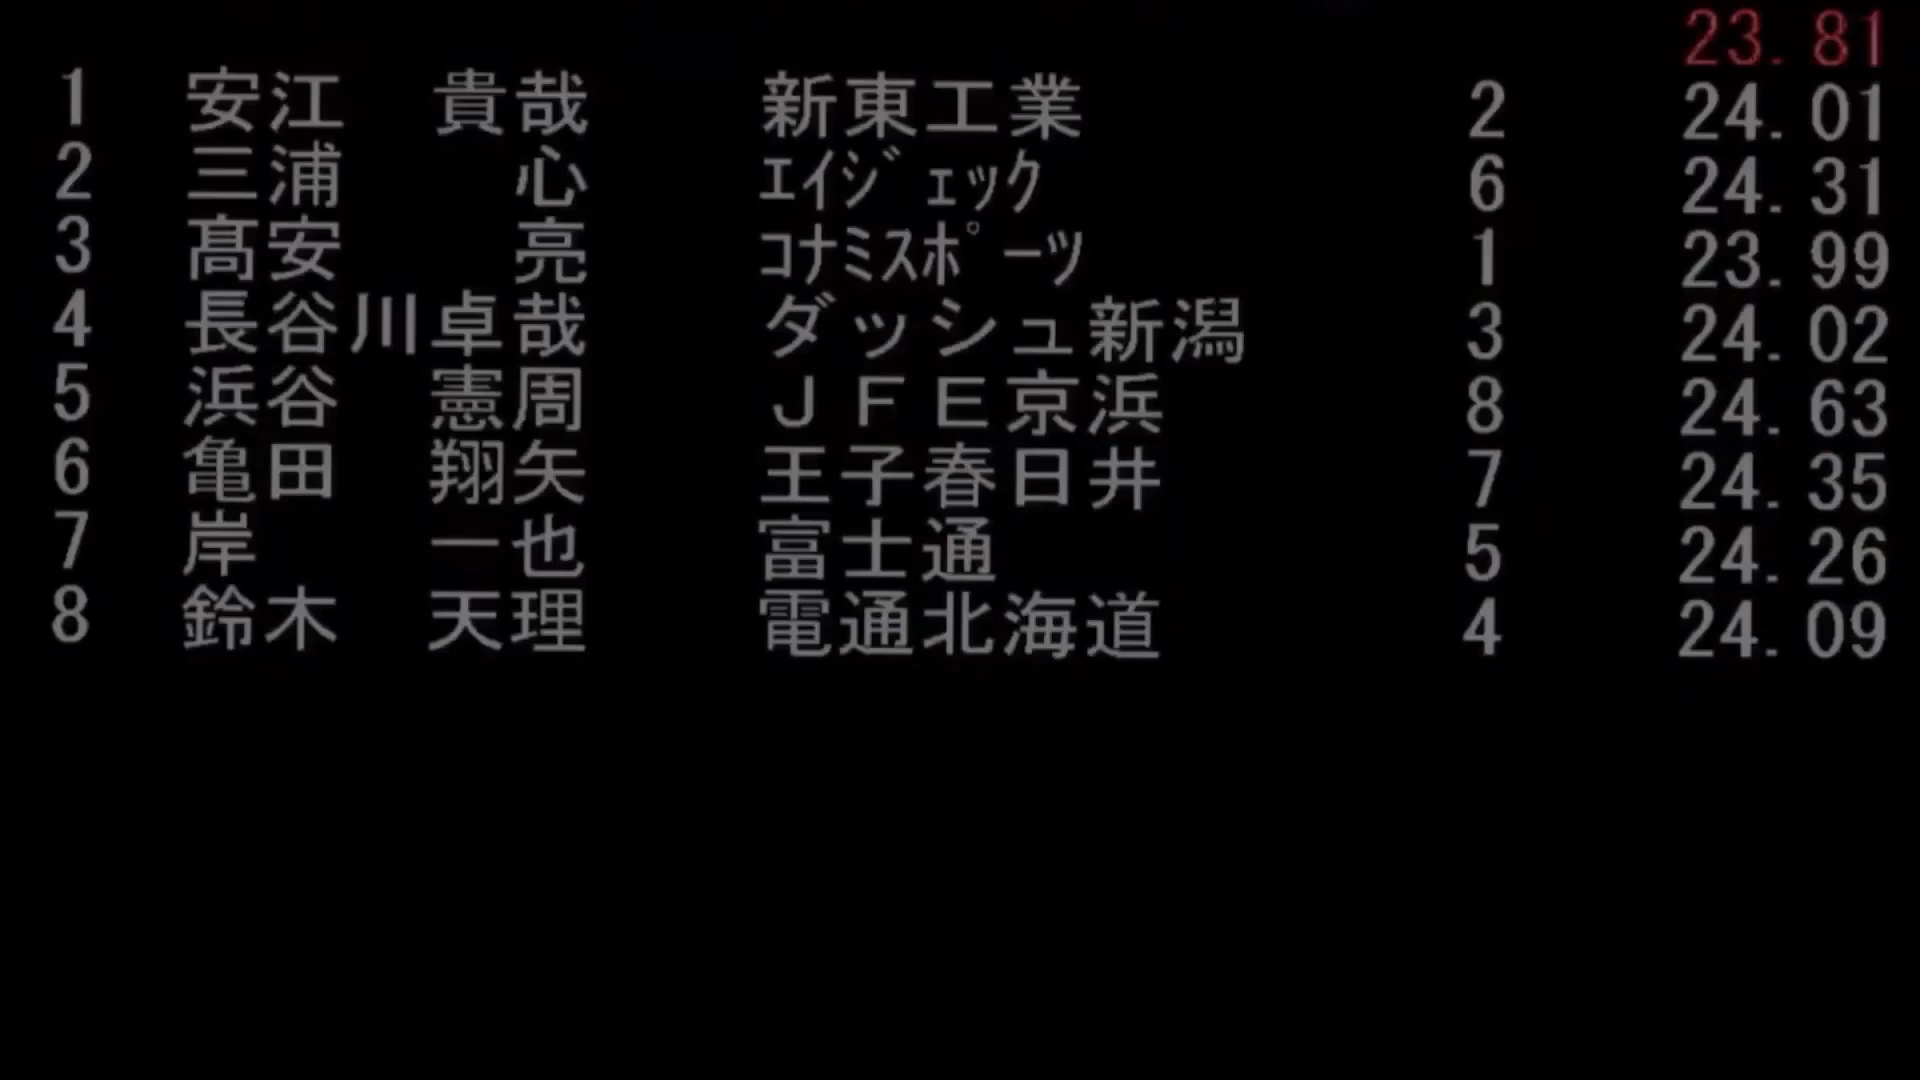 23.81
1 安江 貴哉 新東工業 2 24.01
2 三浦 心 ｴｲｼﾞｪｯｸ 6 24.31
3 髙安 亮 ｺﾅﾐｽﾎﾟｰﾂ 1 23.99
4 長谷川卓哉 ダッシュ新潟 3 24.02
5 浜谷 憲周 ＪＦＥ京浜 8 24.63
6 亀田 翔矢 王子春日井 7 24.35
7 岸 一也 富士通 5 24.26
8 鈴木 天理 電通北海道 4 24.09